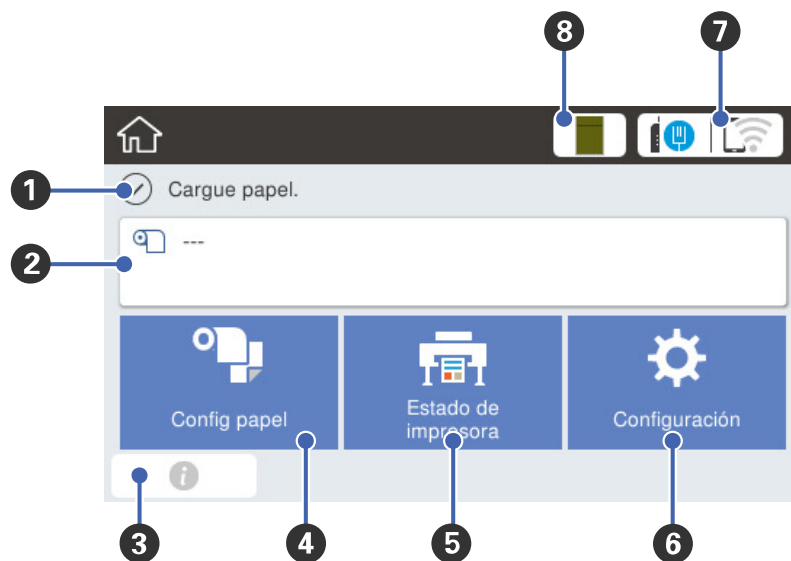 8 7
1 Cargue papel.
2 ---
Config papel
Estado de
impresora
Configuración
i
3 4 5 6